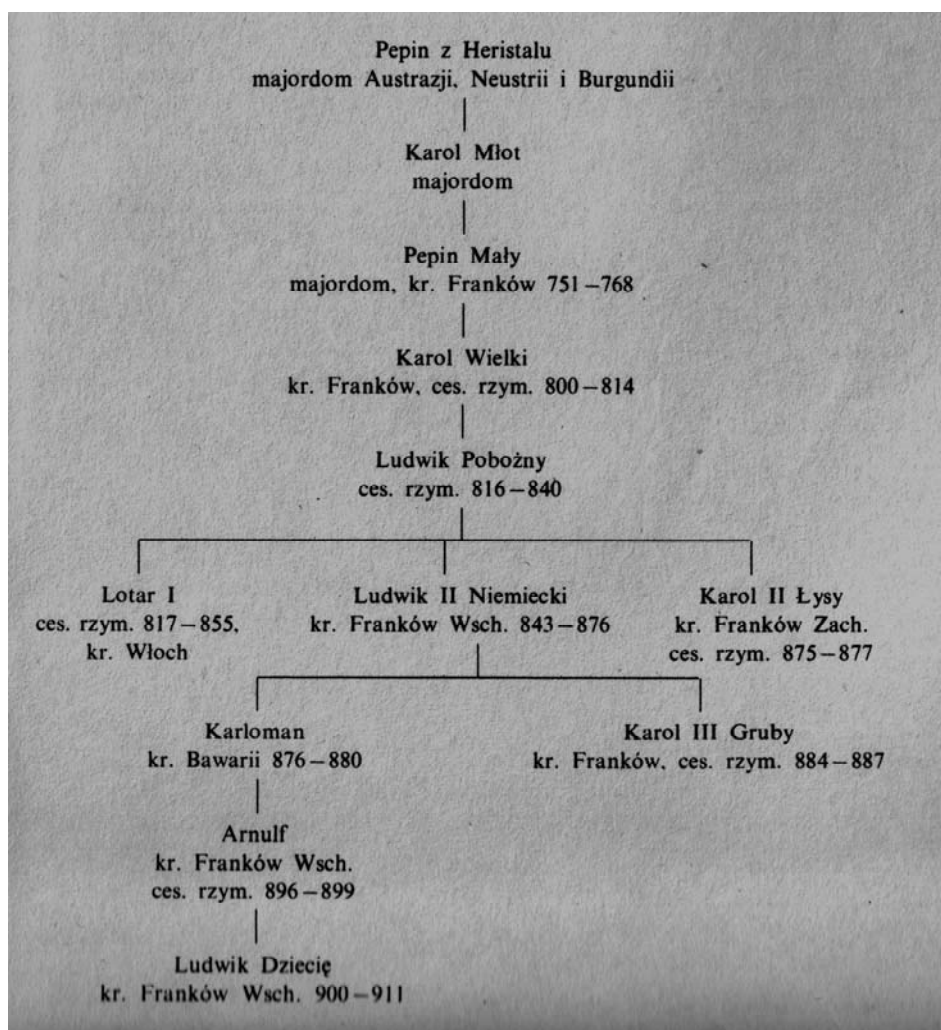 Pepin z Heristalu
majordom Austrazji, Neustrii i Burgundii
Karol Młot
majordom
Pepin Mały
majordom, kr. Franków 751–768
Karol Wielki
kr. Franków, ces. rzym. 800–814
Ludwik Pobożny
ces. rzym. 816–840
Lotar I
ces. rzym. 817–855,
kr. Włoch
Ludwik II Niemiecki
kr. Franków Wsch. 843–876
Karol II Łysy
kr. Franków Zach.
ces. rzym. 875–877
Karloman
kr. Bawarii 876–880
Karol III Gruby
kr. Franków, ces. rzym. 884–887
Arnulf
kr. Franków Wsch.
ces. rzym. 896–899
Ludwik Dziecię
kr. Franków Wsch. 900–911